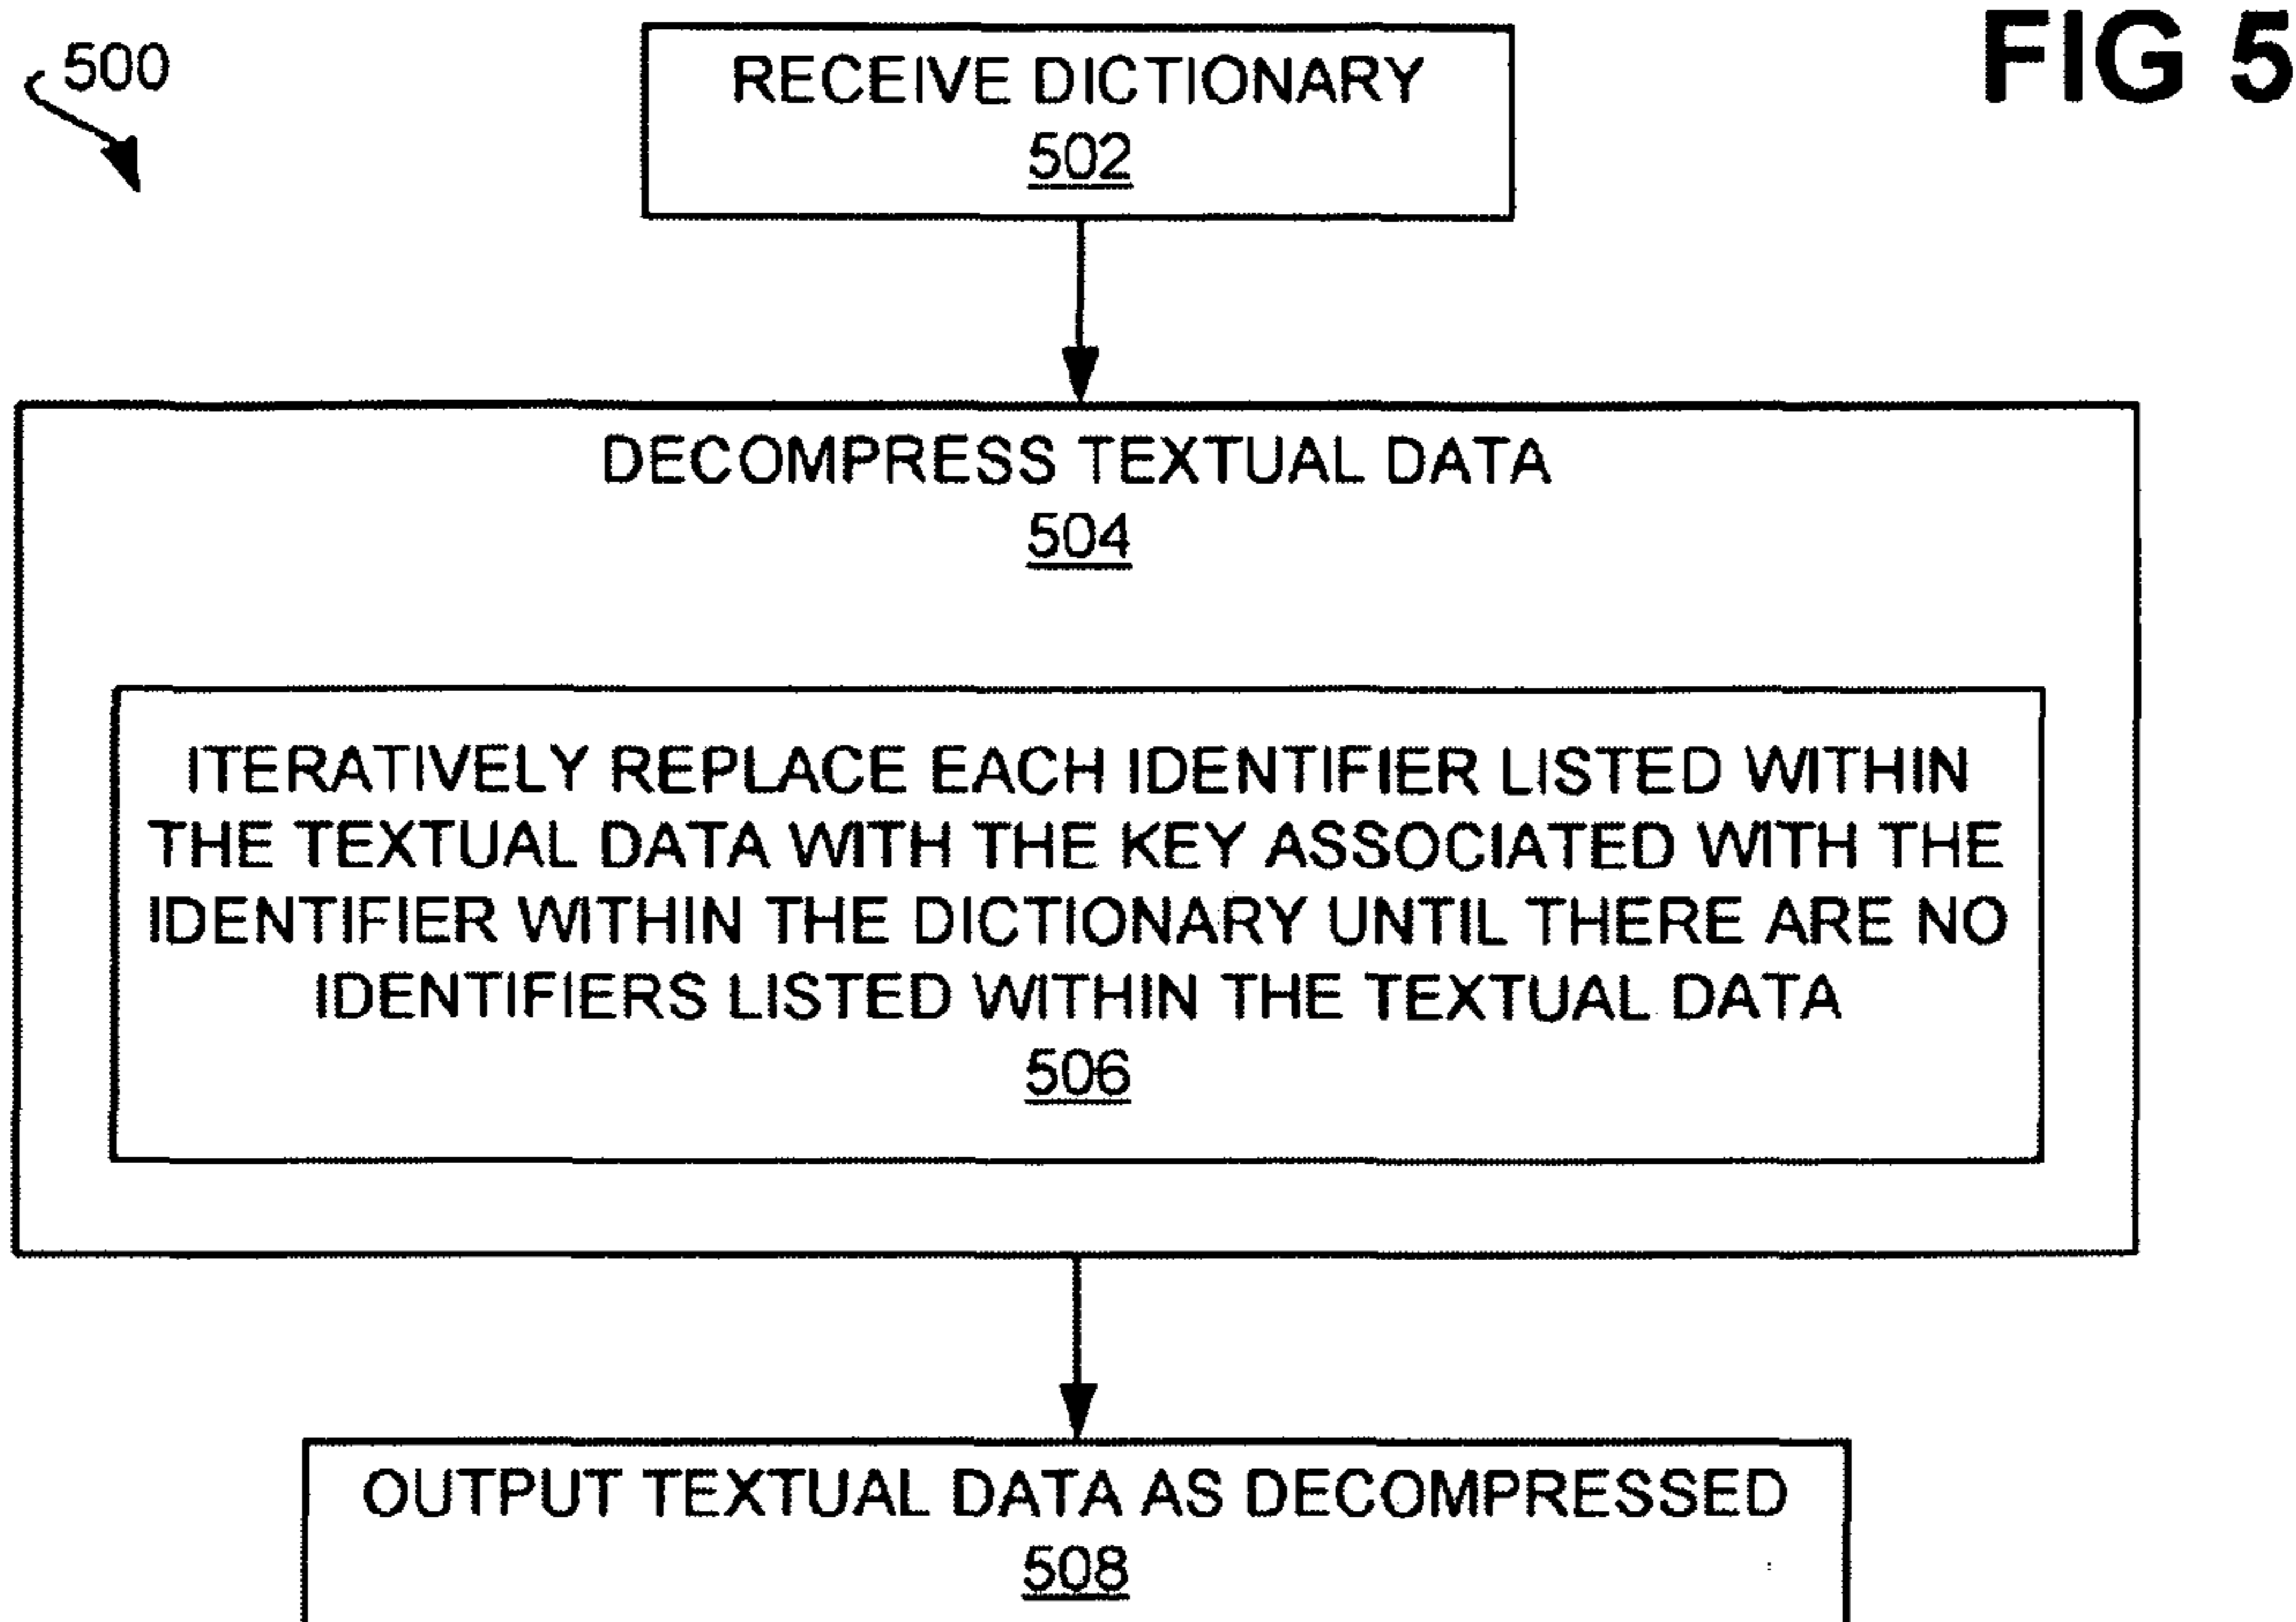 500
FIG 5
RECEIVE DICTIONARY
502
DECOMPRESS TEXTUAL DATA
504
ITERATIVELY REPLACE EACH IDENTIFIER LISTED WITHIN
THE TEXTUAL DATA WITH THE KEY ASSOCIATED WITH THE
IDENTIFIER WITHIN THE DICTIONARY UNTIL THERE ARE NO
IDENTIFIERS LISTED WITHIN THE TEXTUAL DATA
506
OUTPUT TEXTUAL DATA AS DECOMPRESSED
508